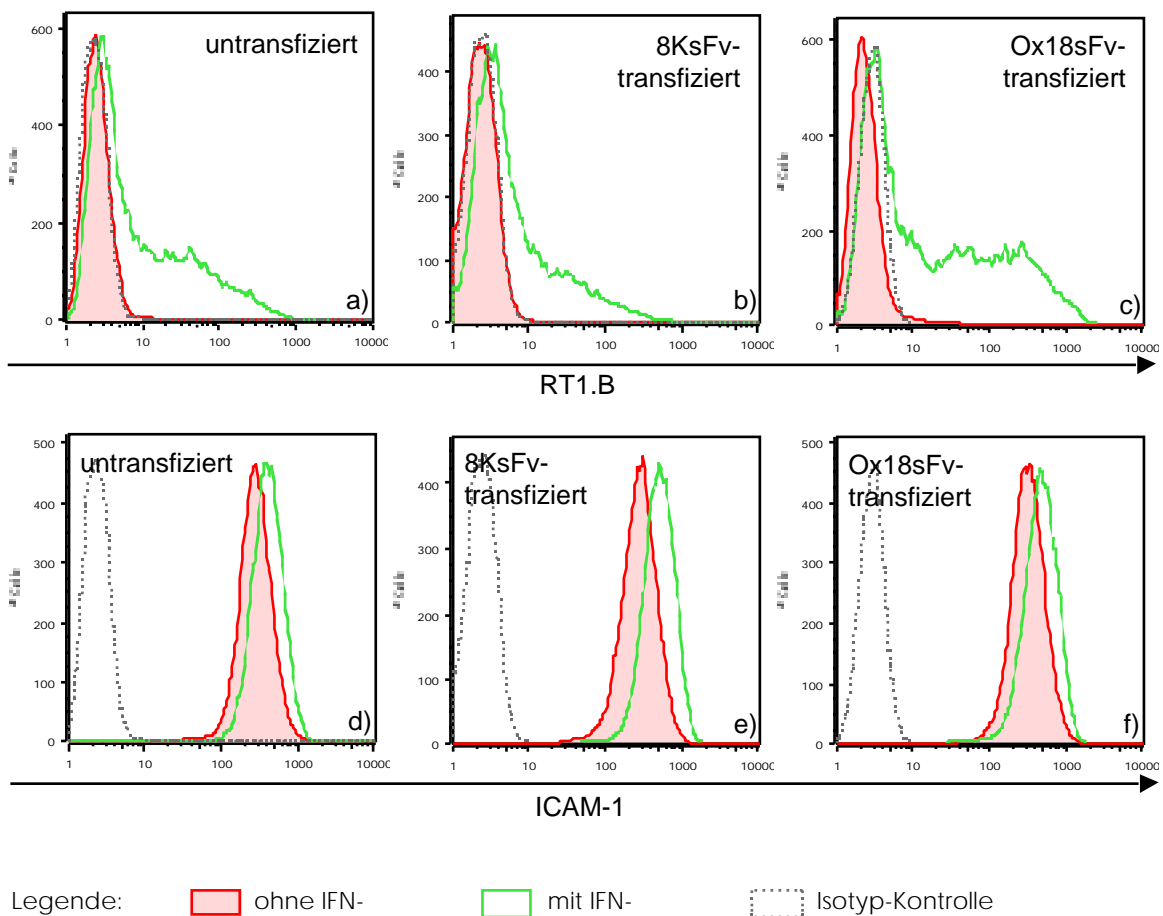 untransfiziert
8KsFv-
transfiziert
Ox18sFv-
transfiziert
600
400
200
0
a)
1 10 100 1000 10000
400
300
200
100
0
b)
1 10 100 1000 10000
600
400
200
0
c)
1 10 100 1000 10000
RT1.B
untransfiziert
8KsFv-
transfiziert
Ox18sFv-
transfiziert
500
400
300
200
100
0
d)
1 10 100 1000 10000
400
300
200
100
0
e)
1 10 100 1000 10000
500
400
300
200
100
0
f)
1 10 100 1000 10000
ICAM-1
Legende: ohne IFN- mit IFN- Isotyp-Kontrolle